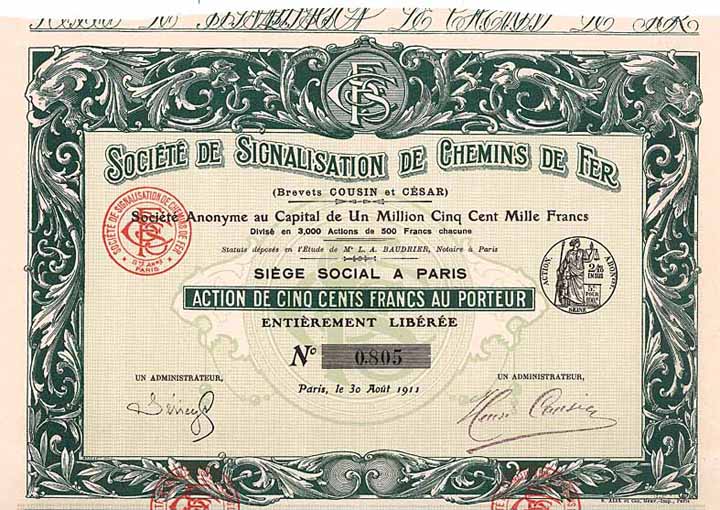 SOCIÉTÉ DE SIGNALISATION DE CHEMINS DE FER
(Brevets COUSIN et CÉSAR)
Société Anonyme au Capital de Un Million Cinq Cent Mille Francs
Divisé en 3,000 Actions de 500 Francs chacune
Statuts déposés en l'Étude de Me L. A. BAUDRIER, Notaire à Paris
SIÈGE SOCIAL A PARIS
ACTION DE CINQ CENTS FRANCS AU PORTEUR
ENTIÈREMENT LIBÉRÉE
No 0.805
Paris, le 30 Août 1911
UN ADMINISTRATEUR,
UN ADMINISTRATEUR,
SOCIÉTÉ DE SIGNALISATION DE CHEMINS DE FER
PARIS
ACTION
ABONOT
SEINE